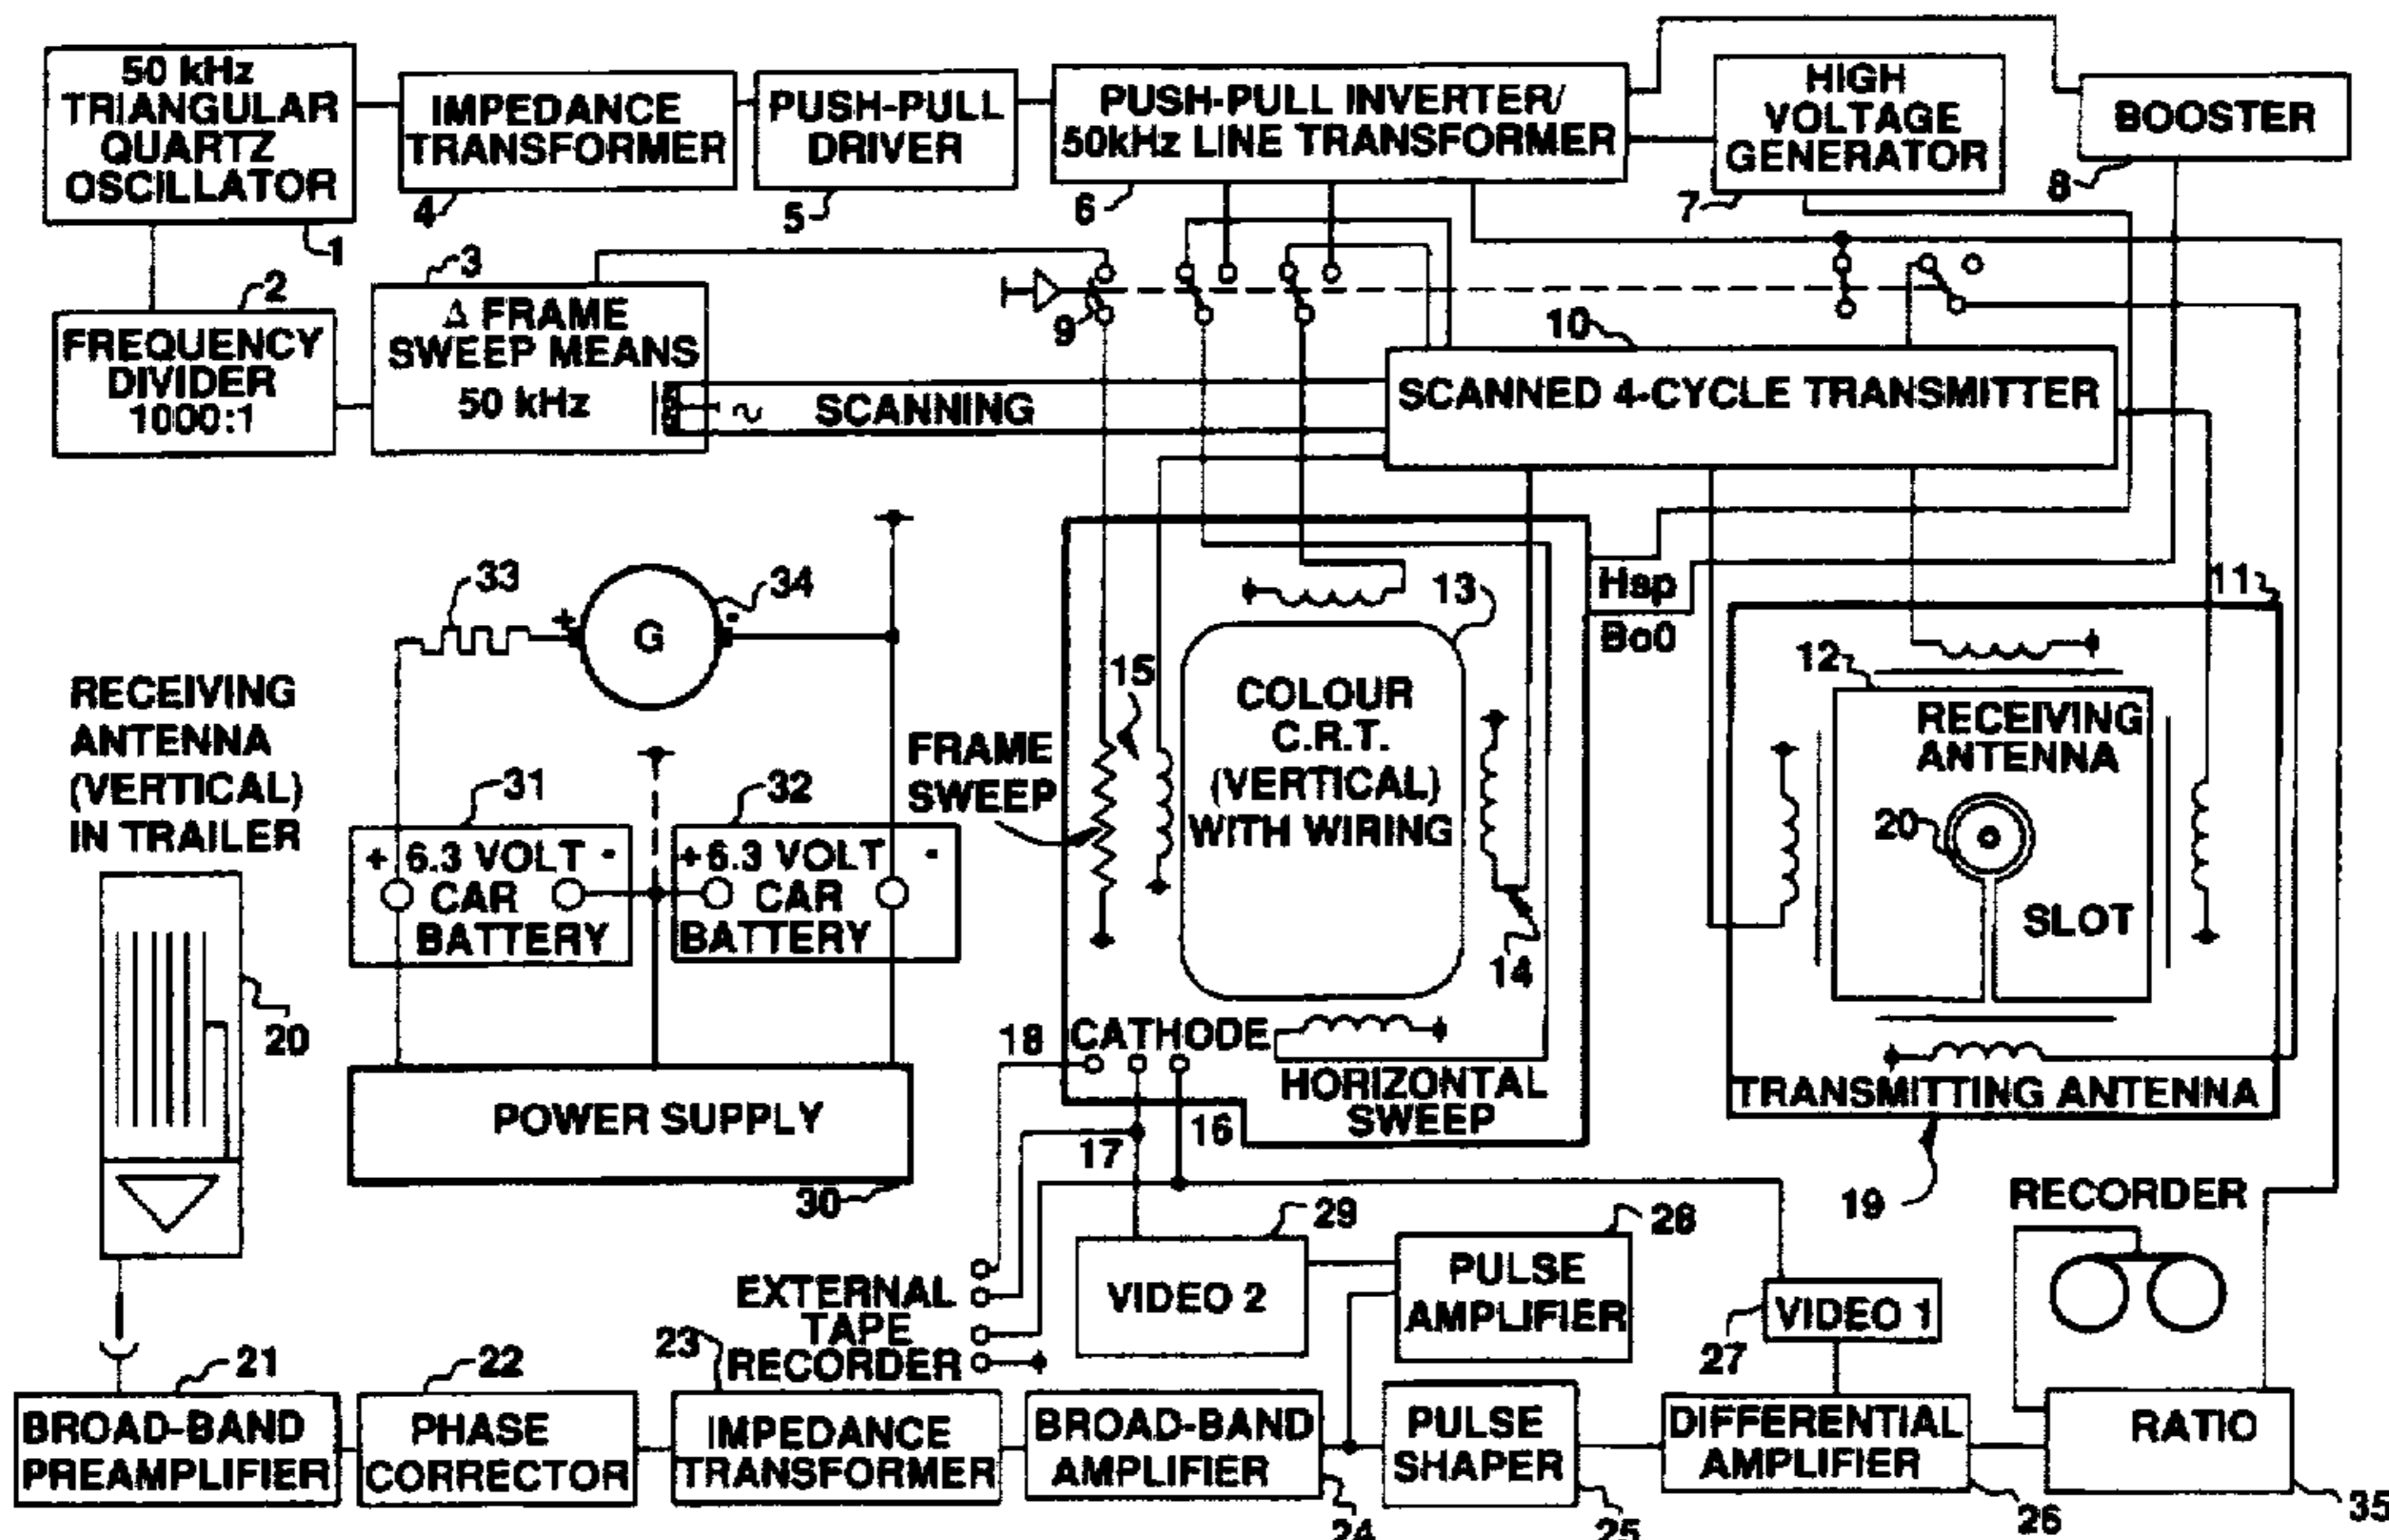 50 kHz
TRIANGULAR
QUARTZ
OSCILLATOR
1
IMPEDANCE
TRANSFORMER
4
PUSH-PULL
DRIVER
5
PUSH-PULL INVERTER/
50kHz LINE TRANSFORMER
6
HIGH
VOLTAGE
GENERATOR
7
BOOSTER
8
2
FREQUENCY
DIVIDER
1000:1
3
Δ FRAME
SWEEP MEANS
50 kHz
~ SCANNING
9
10
SCANNED 4-CYCLE TRANSMITTER
33
+
G
-
34
RECEIVING
ANTENNA
(VERTICAL)
IN TRAILER
20
31
+ 6.3 VOLT -
CAR
BATTERY
32
+6.3 VOLT -
CAR
BATTERY
POWER SUPPLY
30
FRAME
SWEEP
15
13
COLOUR
C.R.T.
(VERTICAL)
WITH WIRING
14
Hsp
Bo0
18
CATHODE
17
16
HORIZONTAL
SWEEP
11
12
RECEIVING
ANTENNA
20
SLOT
TRANSMITTING ANTENNA
19
RECORDER
EXTERNAL
TAPE
RECORDER
29
VIDEO 2
28
PULSE
AMPLIFIER
27
VIDEO 1
21
BROAD-BAND
PREAMPLIFIER
22
PHASE
CORRECTOR
23
IMPEDANCE
TRANSFORMER
BROAD-BAND
AMPLIFIER
24
PULSE
SHAPER
25
DIFFERENTIAL
AMPLIFIER
26
RATIO
35